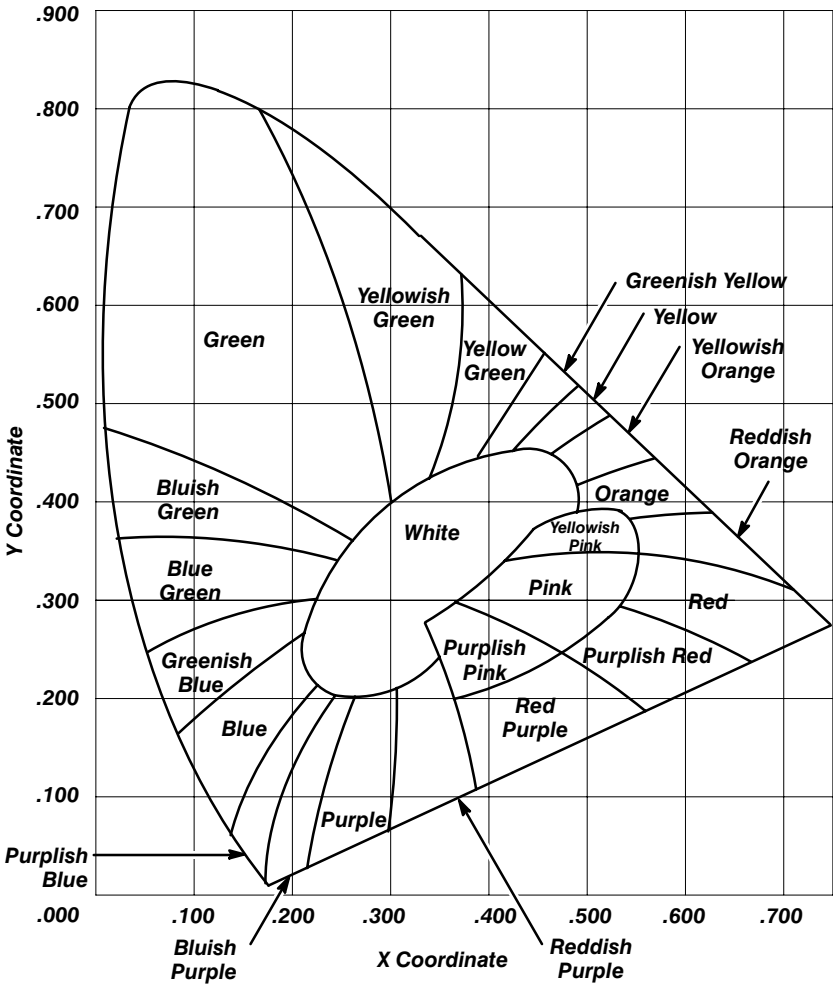 .900
.800
.700
.600
.500
.400
.300
.200
.100
.000
Y Coordinate
Green
Yellowish
Green
Yellow
Green
Greenish Yellow
Yellow
Yellowish
Orange
Reddish
Orange
Bluish
Green
White
Orange
Yellowish
Pink
Blue
Green
Pink
Red
Greenish
Blue
Purplish
Pink
Purplish Red
Blue
Red
Purple
Purple
Purplish
Blue
.100
.200
.300
.400
.500
.600
.700
Bluish
Purple
X Coordinate
Reddish
Purple